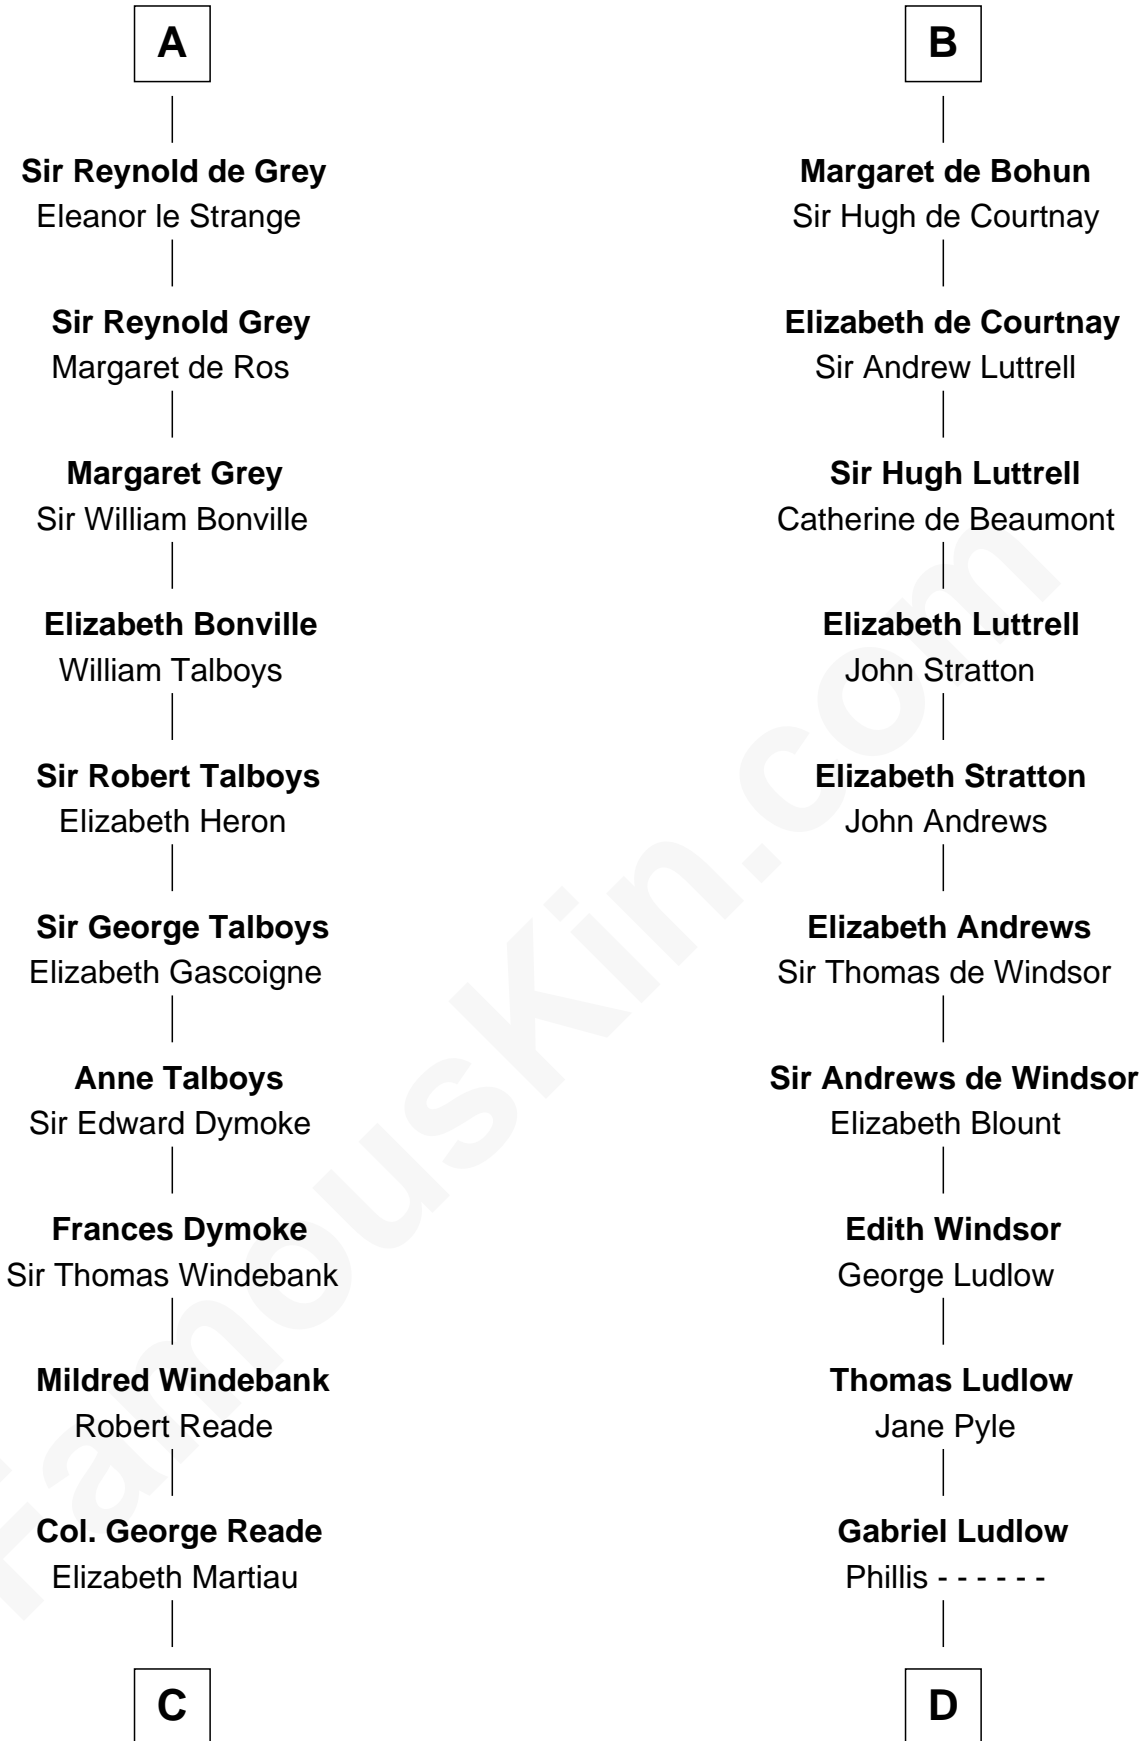 A
Sir Reynold de Grey
Eleanor le Strange
Sir Reynold Grey
Margaret de Ros
Margaret Grey
Sir William Bonville
Elizabeth Bonville
William Talboys
Sir Robert Talboys
Elizabeth Heron
Sir George Talboys
Elizabeth Gascoigne
Anne Talboys
Sir Edward Dymoke
Frances Dymoke
Sir Thomas Windebank
Mildred Windebank
Robert Reade
Col. George Reade
Elizabeth Martiau
C
B
Margaret de Bohun
Sir Hugh de Courtnay
Elizabeth de Courtnay
Sir Andrew Luttrell
Sir Hugh Luttrell
Catherine de Beaumont
Elizabeth Luttrell
John Stratton
Elizabeth Stratton
John Andrews
Elizabeth Andrews
Sir Thomas de Windsor
Sir Andrews de Windsor
Elizabeth Blount
Edith Windsor
George Ludlow
Thomas Ludlow
Jane Pyle
Gabriel Ludlow
Phillis - - - - - -
D
FamousKin.com